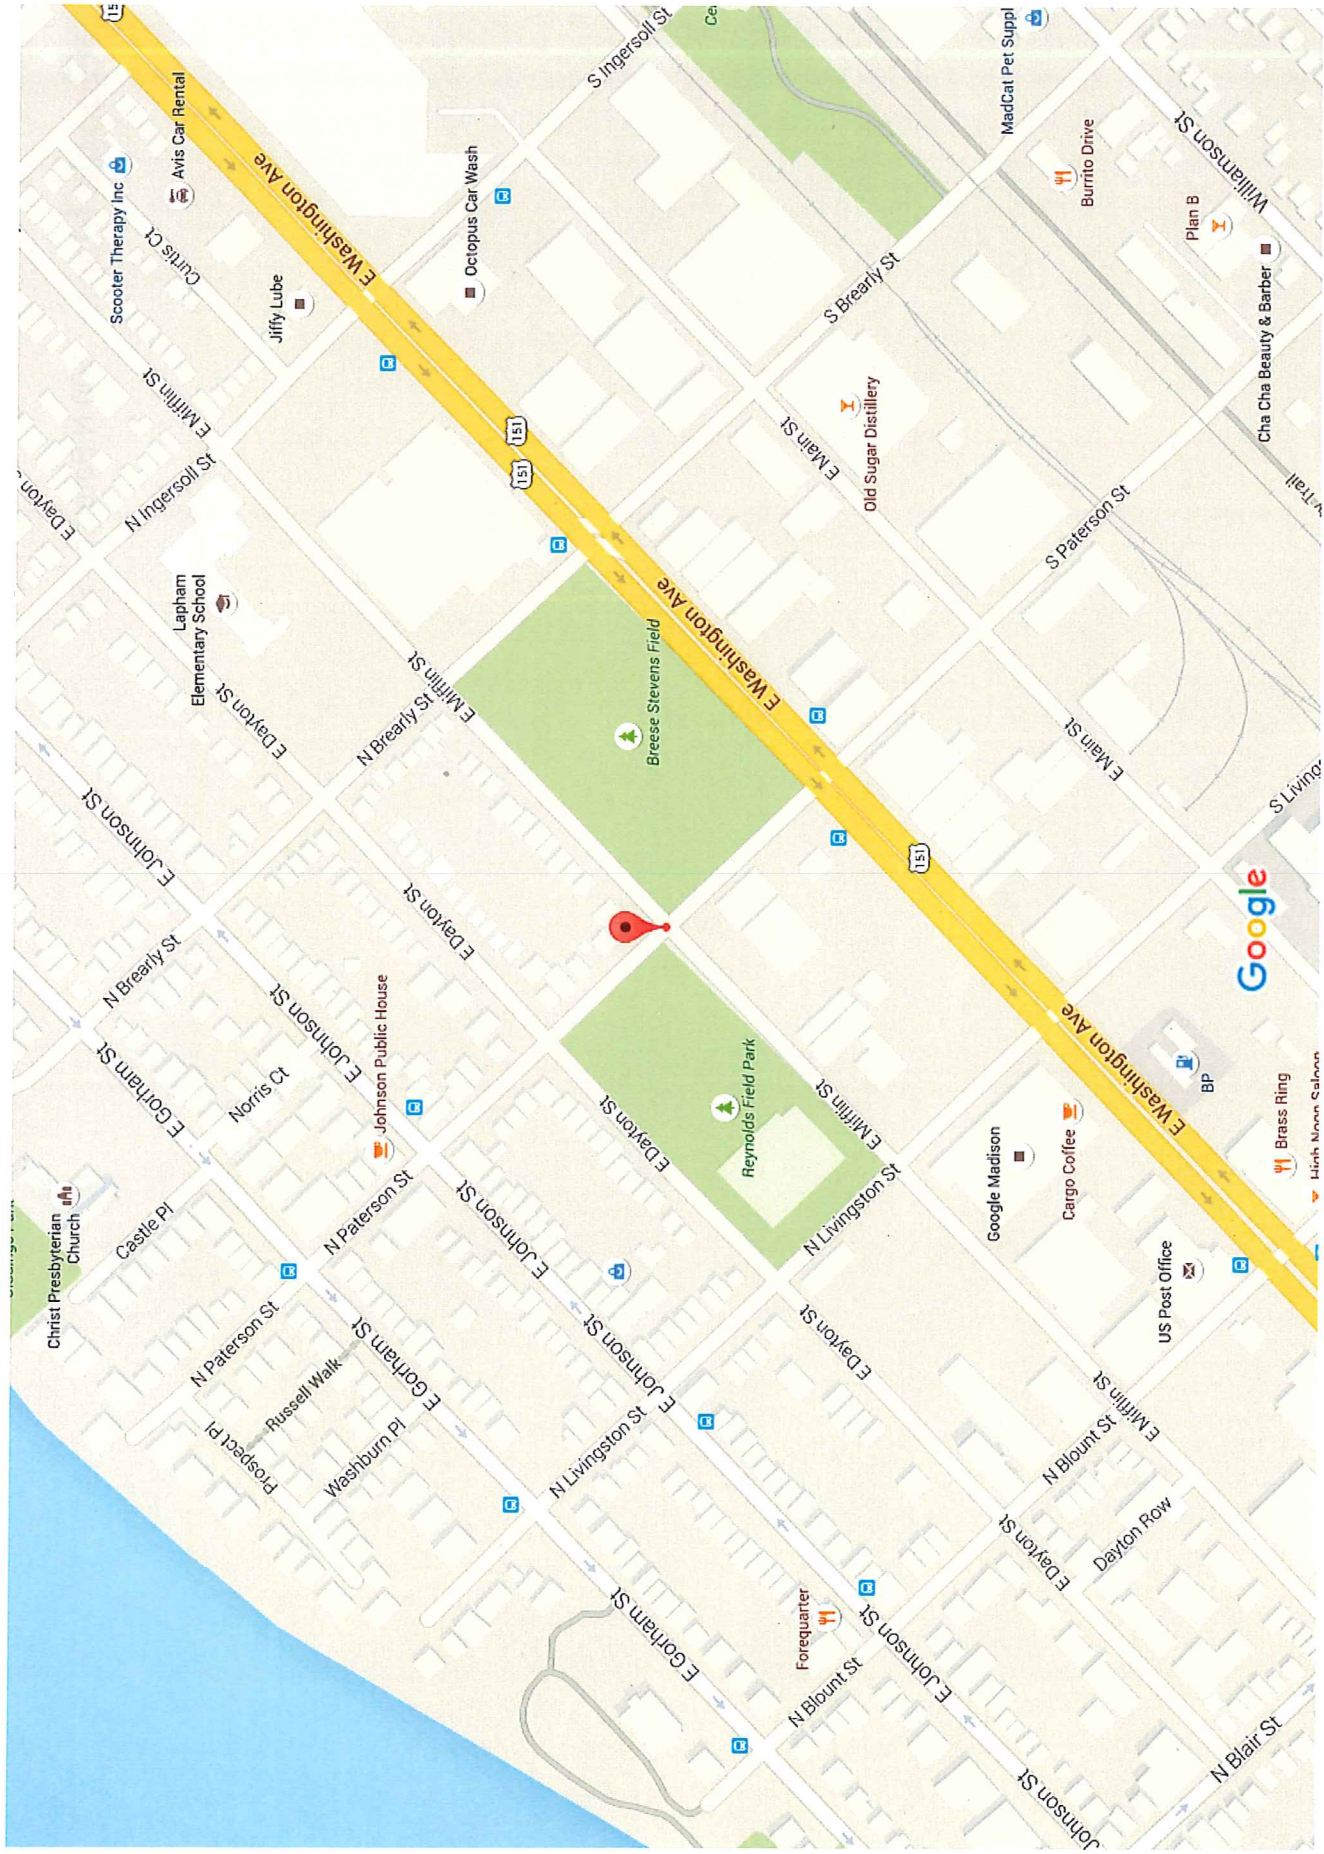 Christ Presbyterian
Church
Castle Pl
N Brearly St
E Gorham St
Norris Ct
N Paterson St
N Paterson St
Prospect Pl
Russell Walk
Washburn Pl
E Gorham St
N Livingston St
E Gorham St
N Blount St
Scooter Therapy Inc
Avis Car Rental
Curtis Ct
Jiffy Lube
E Mifflin St
E Dayton St
N Ingersoll St
Lapham
Elementary School
E Dayton St
E Johnson St
N Brearly St
E Mifflin St
E Johnson St
Johnson Public House
E Johnson St
E Dayton St
E Johnson St
Forequarter
E Johnson St
Johnson St
E Washington Ave
Octopus Car Wash
S Ingersoll St
151
151
Breese Stevens Field
E Washington Ave
E Dayton St
Reynolds Field Park
E Mifflin St
N Livingston St
E Dayton St
S Brearly St
E Main St
Old Sugar Distillery
151
Google Madison
Cargo Coffee
E Washington Ave
US Post Office
BP
Brass Ring
High Noon Saloon
E Mifflin St
N Blount St
E Dayton St
Dayton Row
N Blair St
MadCat Pet Suppl
Burrito Drive
Williamson St
Plan B
Cha Cha Beauty & Barber
S Paterson St
E Main St
S Livings
Google